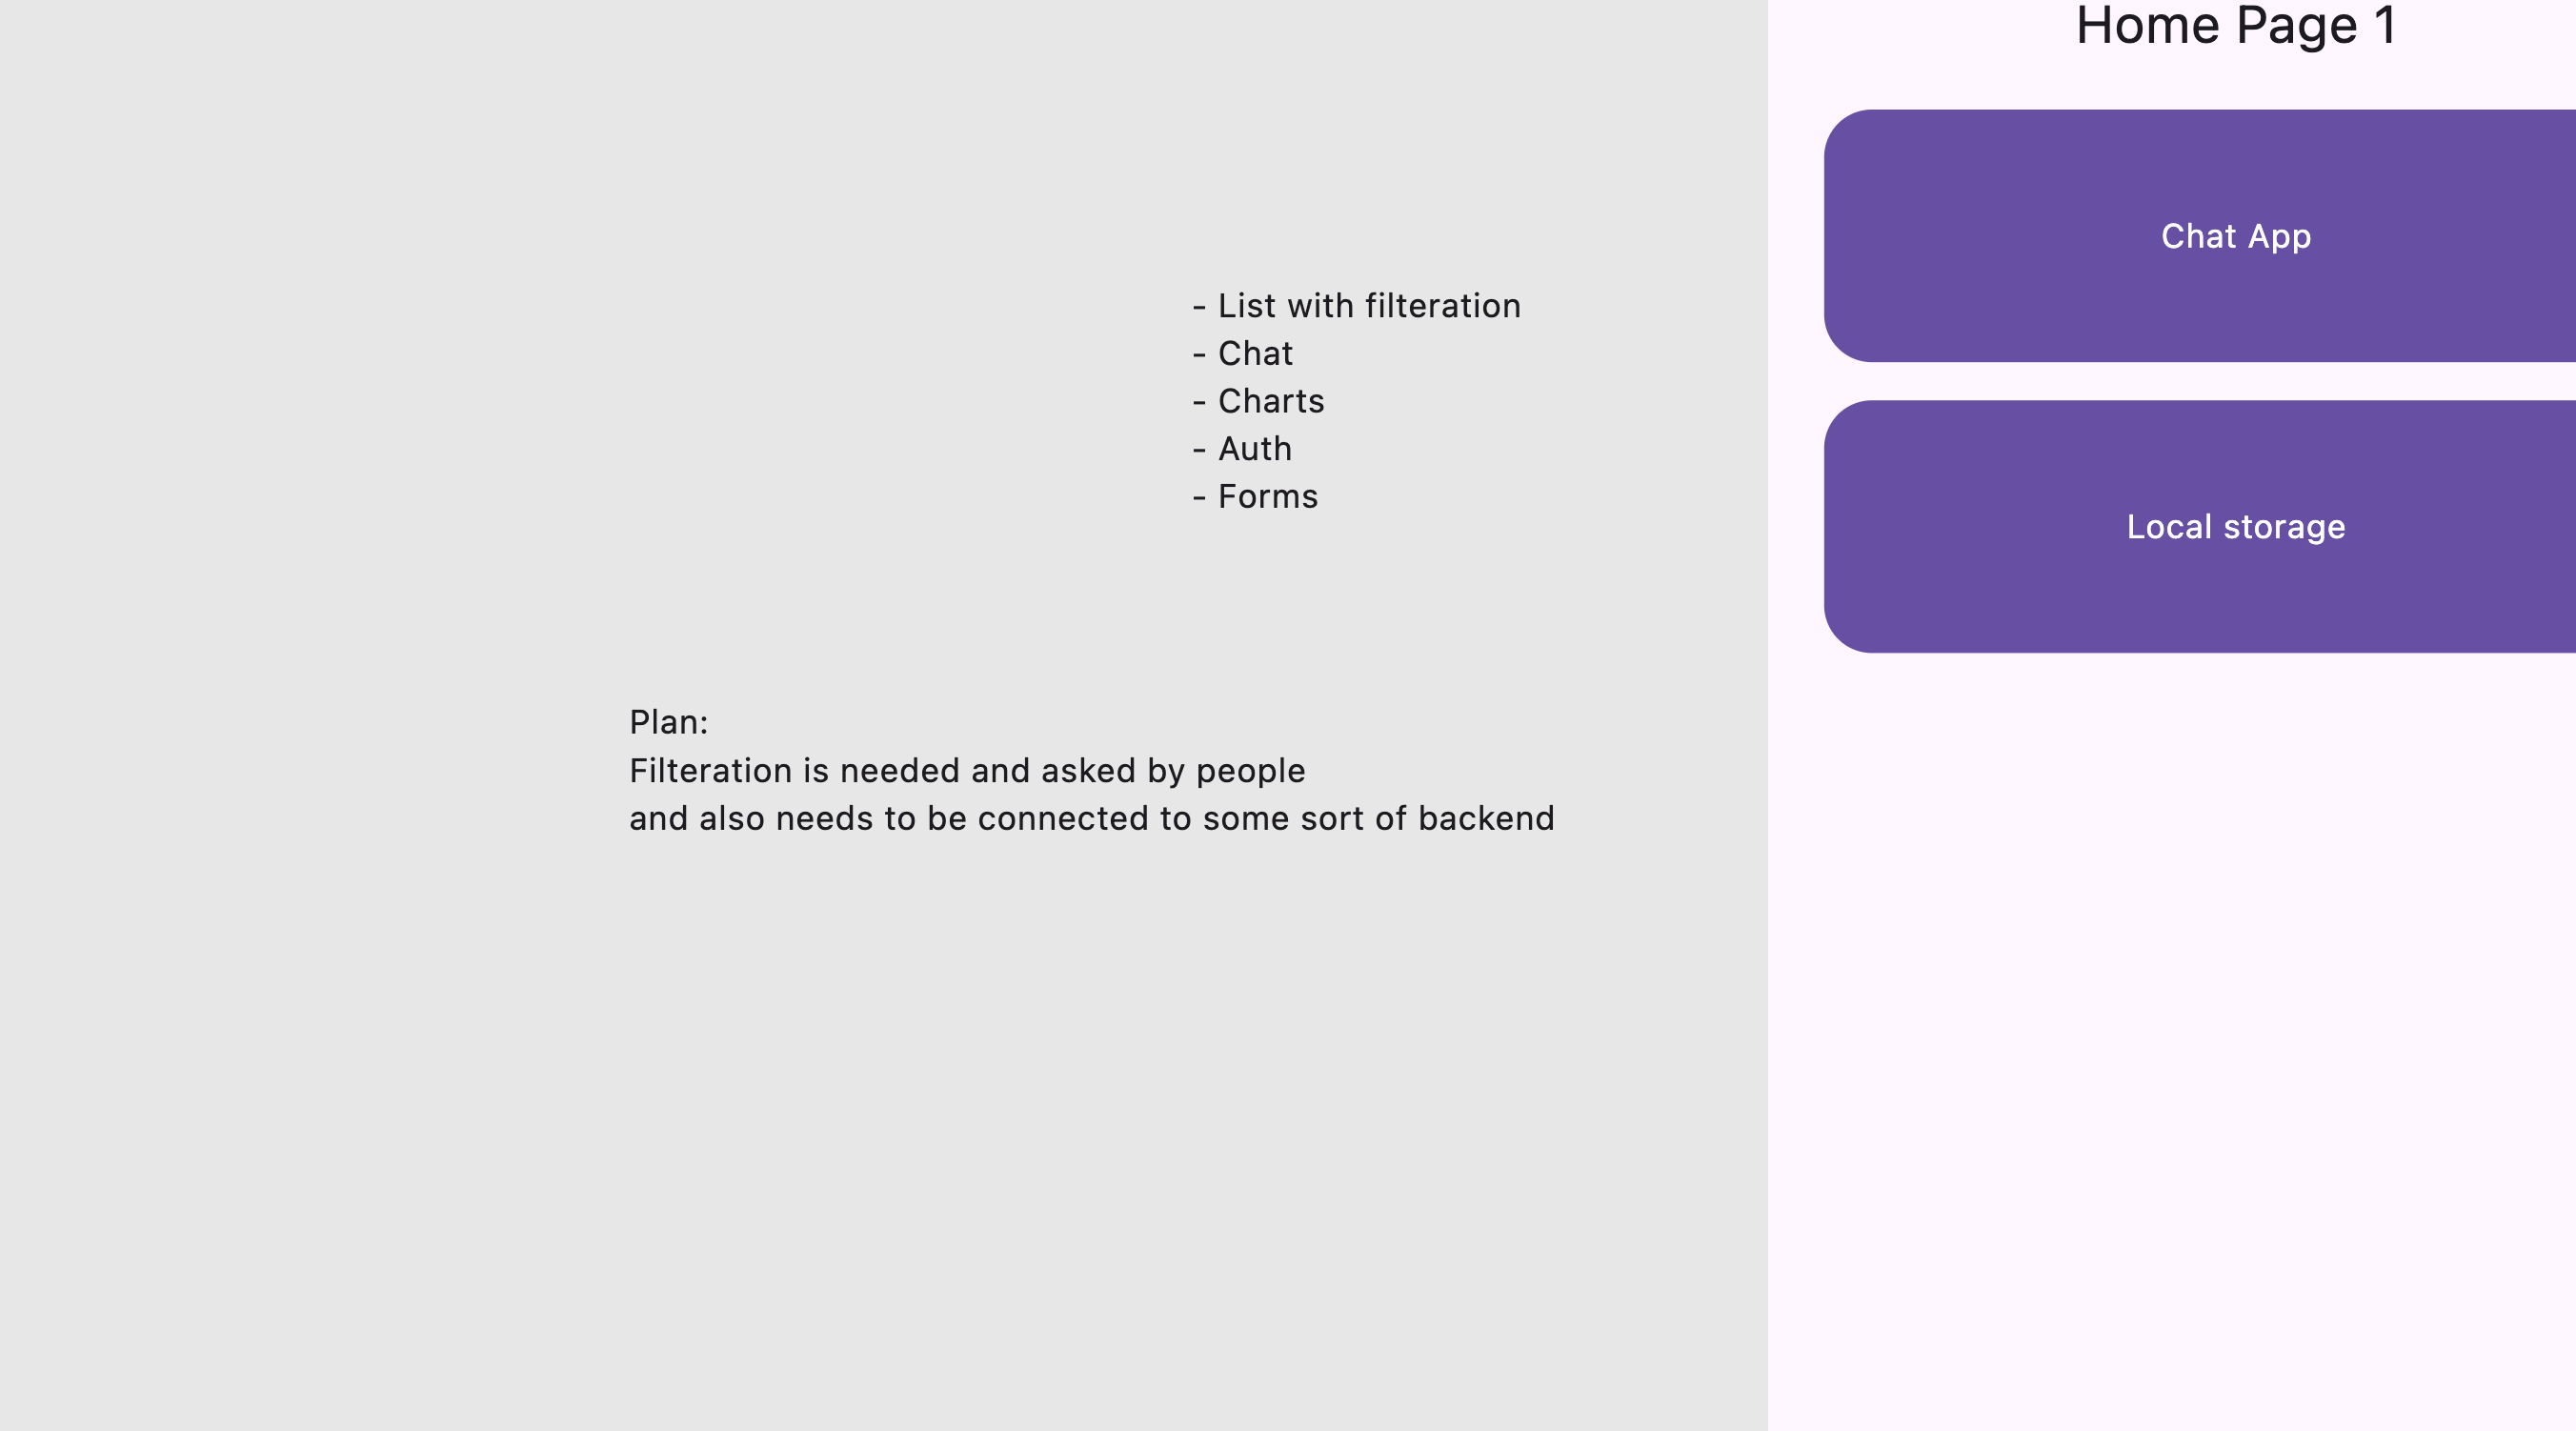 Home Page 1
Chat App
Local storage
- List with filteration
- Chat
- Charts
- Auth
- Forms
Plan:
Filteration is needed and asked by people
and also needs to be connected to some sort of backend